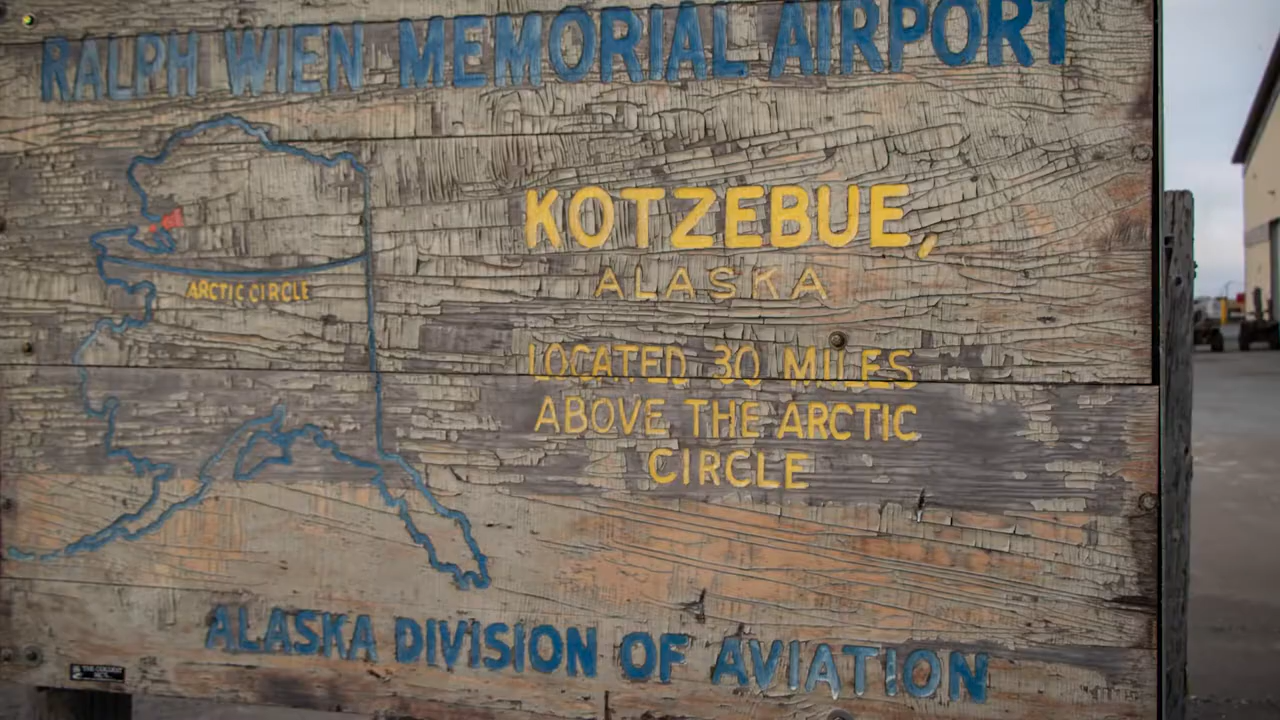 RALPH WIEN MEMORIAL AIRPORT
KOTZEBUE,
ALASKA
ARCTIC CIRCLE
LOCATED 30 MILES
ABOVE THE ARCTIC
CIRCLE
ALASKA DIVISION OF AVIATION